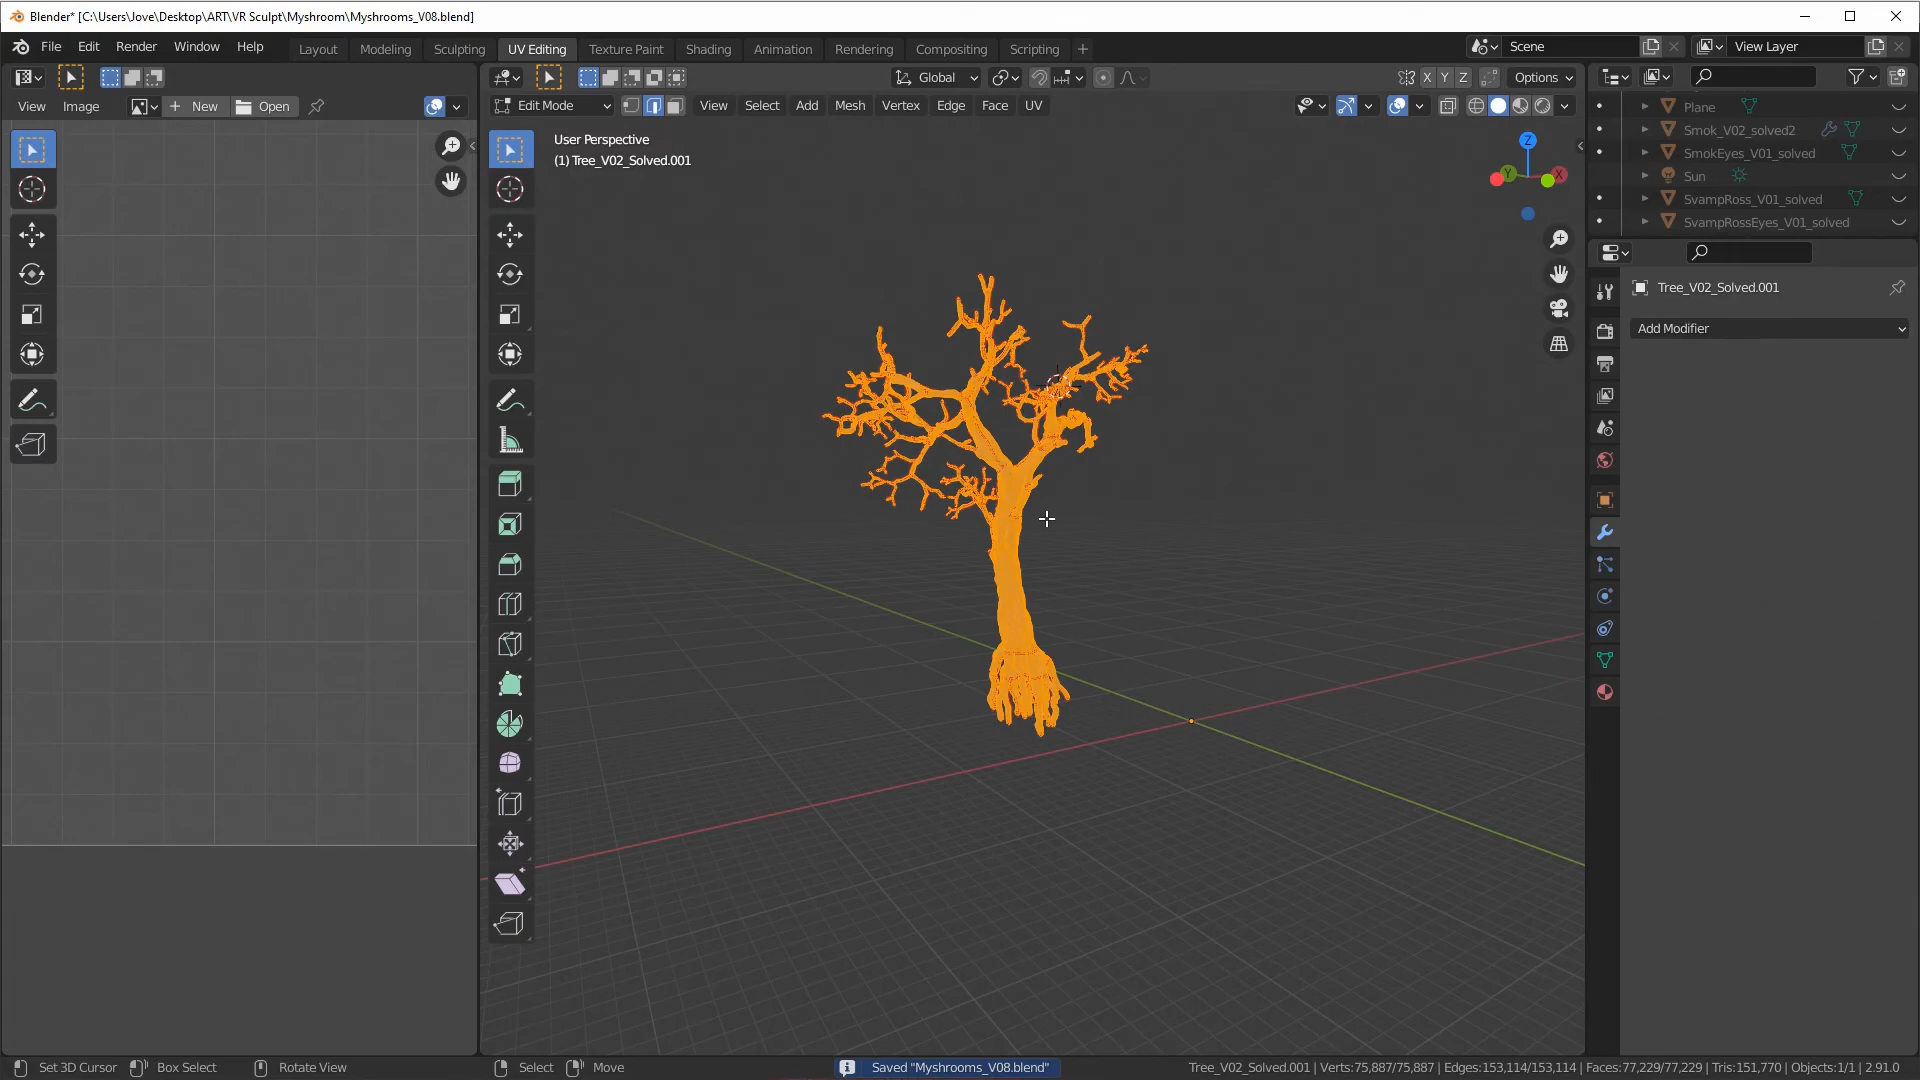 Blender* [C:\Users\Jove\Desktop\ART\VR Sculpt\Myshroom\Myshrooms_V08.blend]
File Edit Render Window Help
Layout Modeling Sculpting UV Editing Texture Paint Shading Animation Rendering Compositing Scripting
Scene
View Layer
Global
X Y Z
Options
View Image
New
Open
Edit Mode
View Select Add Mesh Vertex Edge Face UV
User Perspective
(1) Tree_V02_Solved.001
Z
Y
X
Plane
Smok_V02_solved2
SmokEyes_V01_solved
Sun
SvampRoss_V01_solved
SvampRossEyes_V01_solved
Tree_V02_Solved.001
Add Modifier
Set 3D Cursor Box Select Rotate View Select Move
Saved "Myshrooms_V08.blend"
Tree_V02_Solved.001 | Verts:75,887/75,887 | Edges:153,114/153,114 | Faces:77,229/77,229 | Tris:151,770 | Objects:1/1 | 2.91.0